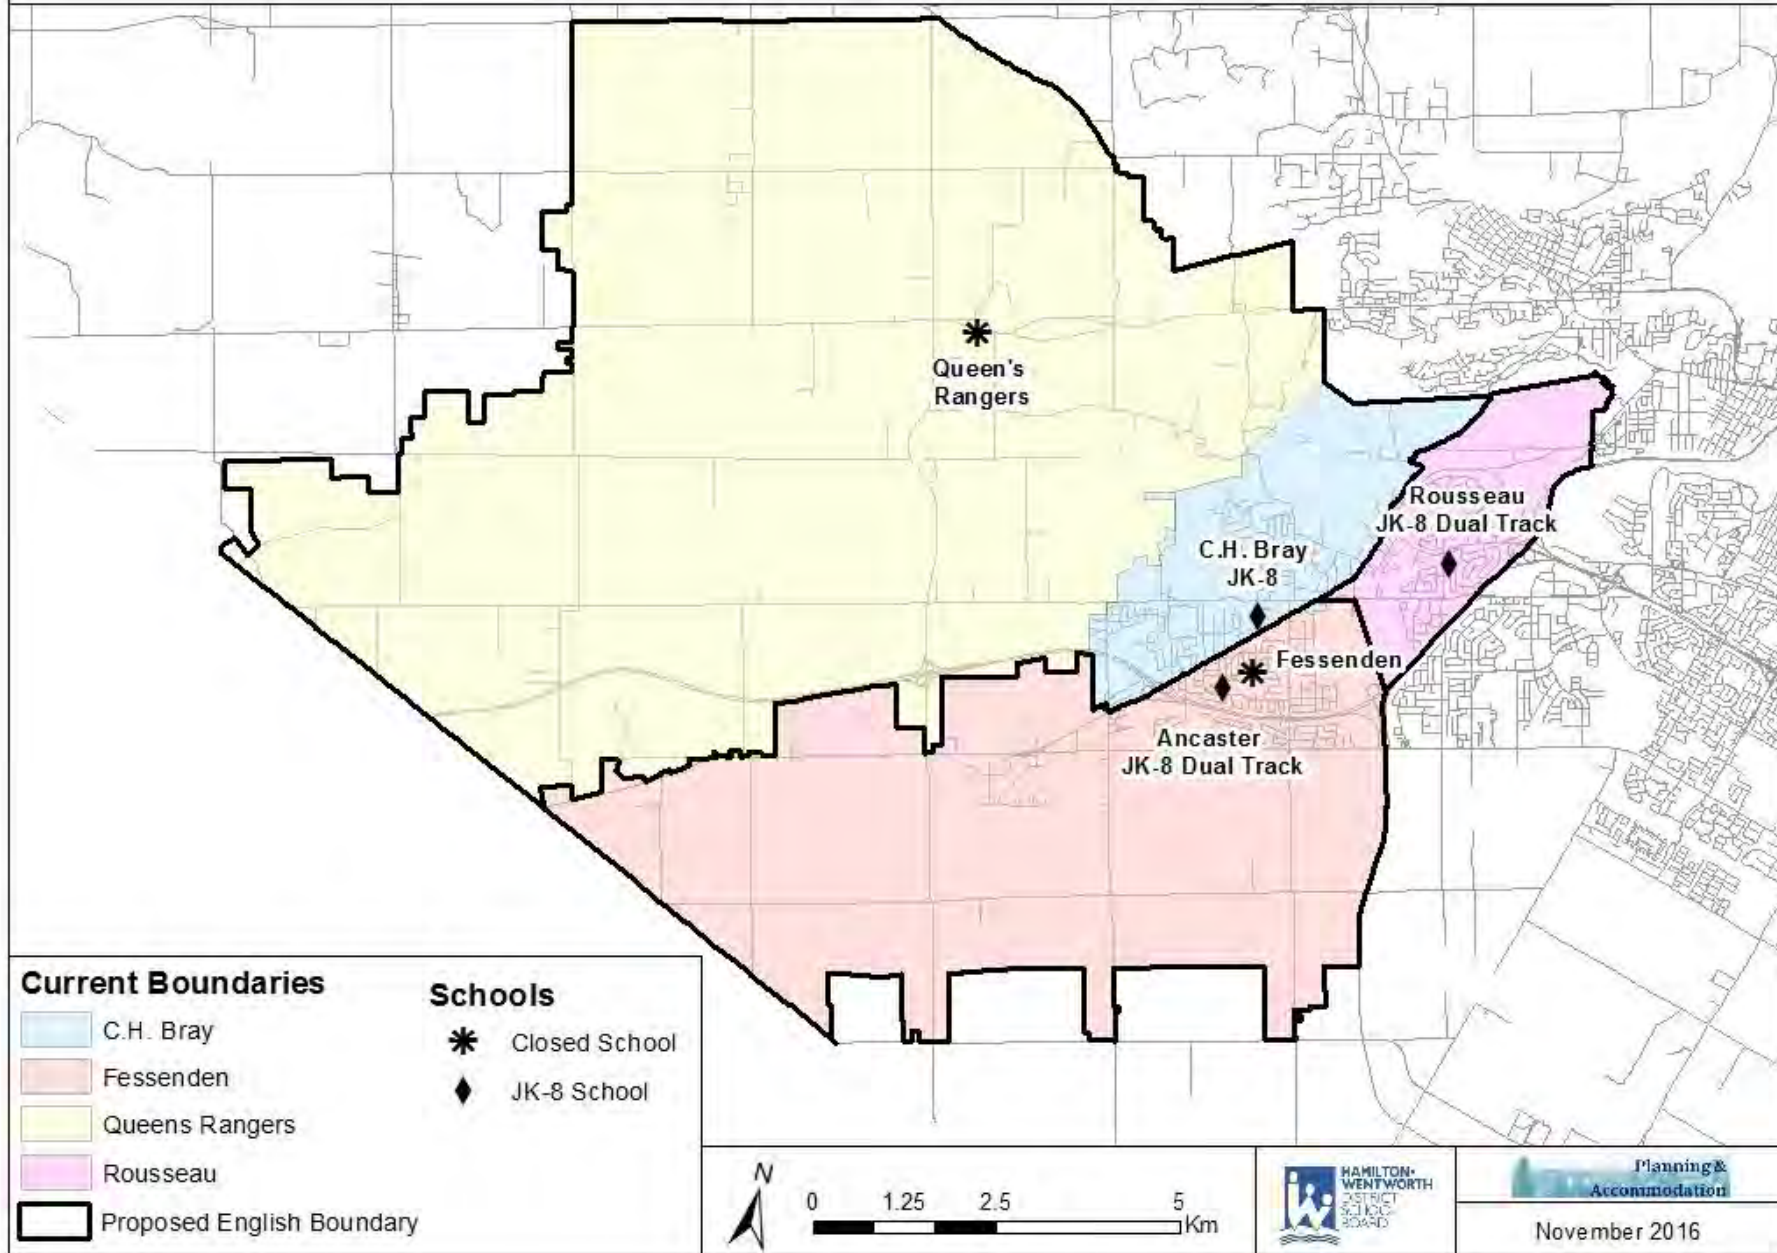 Queen's
Rangers
Rousseau
JK-8 Dual Track
C.H. Bray
JK-8
Fessenden
Ancaster
JK-8 Dual Track
Current Boundaries
C.H. Bray
Fessenden
Queens Rangers
Rousseau
Proposed English Boundary
Schools
Closed School
JK-8 School
N
0 1.25 2.5 5
Km
HAMILTON-
WENTWORTH
DISTRICT
SCHOOL
BOARD
Planning &
Accommodation
November 2016